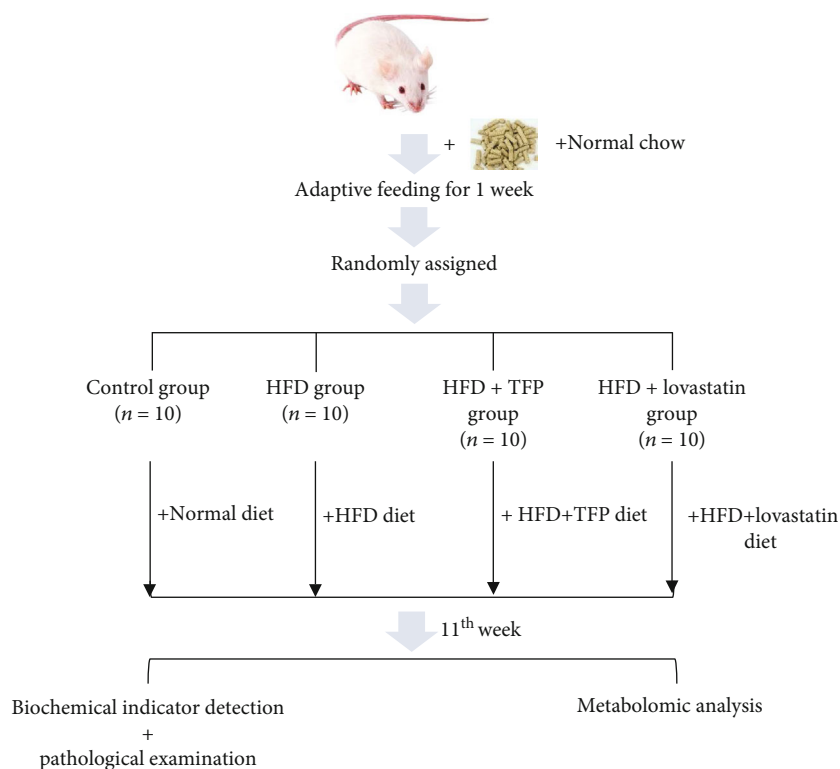 + +Normal chow
Adaptive feeding for 1 week
Randomly assigned
Control group
(n = 10)
HFD group
(n = 10)
HFD + TFP
group
(n = 10)
HFD + lovastatin
group
(n = 10)
+Normal diet
+HFD diet
+ HFD+TFP diet
+HFD+lovastatin
diet
11th week
Biochemical indicator detection
+
pathological examination
Metabolomic analysis